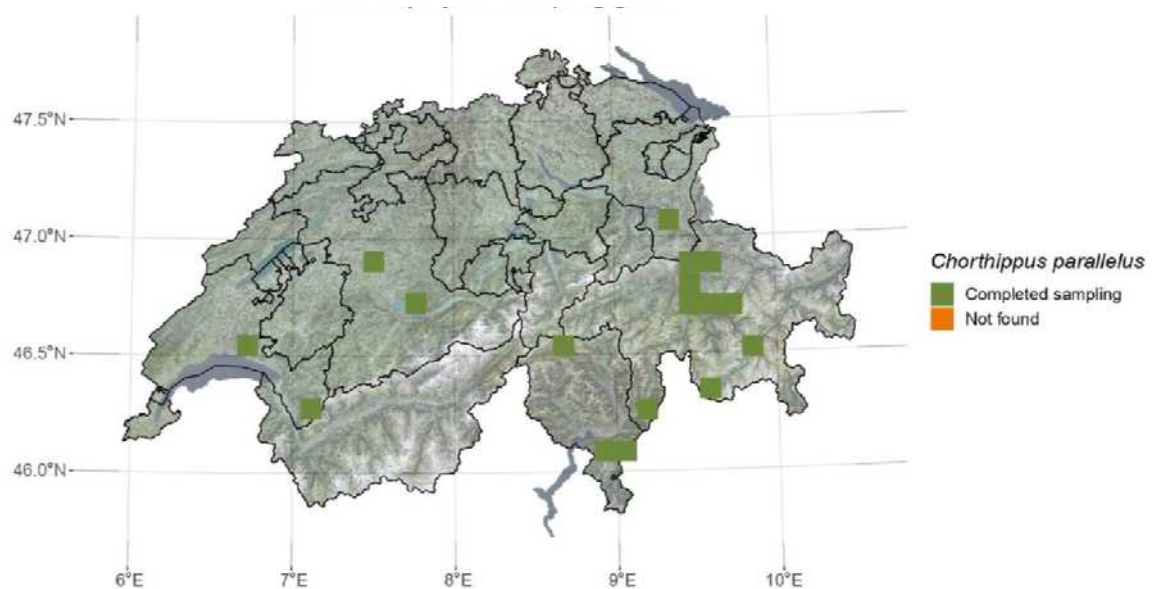 47.5°N
47.0°N
46.5°N
46.0°N
6°E 7°E 8°E 9°E 10°E
Chorthippus parallelus
Completed sampling
Not found